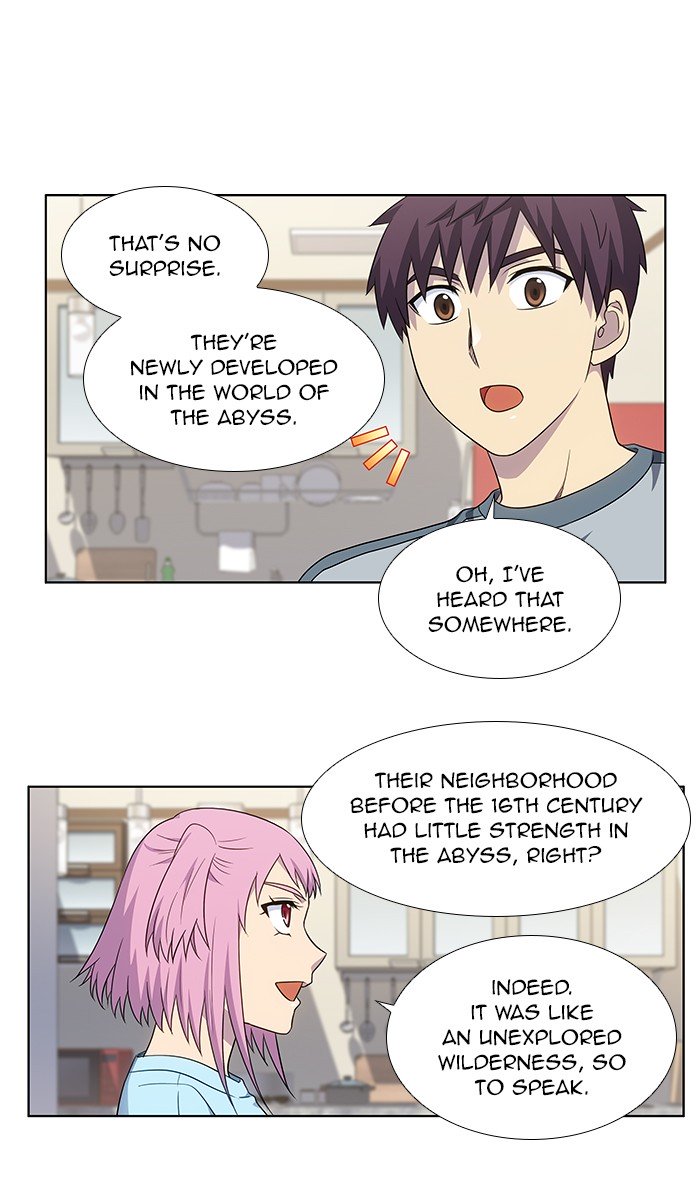 THAT'S NO
SURPRISE.
THEY'RE
NEWLY DEVELOPED
IN THE WORLD OF
THE ABYSS.
OH, I'VE
HEARD THAT
SOMEWHERE.
THEIR NEIGHBORHOOD
BEFORE THE 16TH CENTURY
HAD LITTLE STRENGTH IN
THE ABYSS, RIGHT?
INDEED.
IT WAS LIKE
AN UNEXPLORED
WILDERNESS, SO
TO SPEAK.